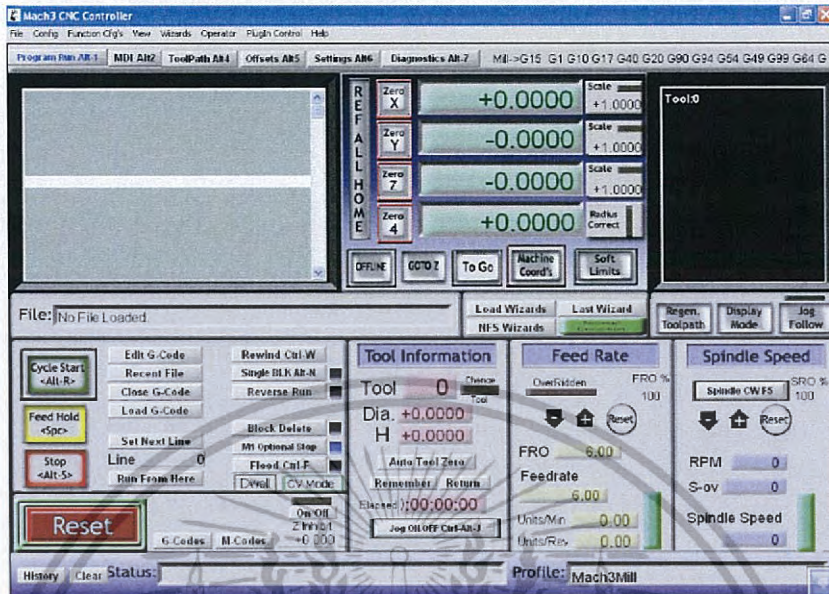 Mach3 CNC Controller
File Config Function Cfg's View Wizards Operator PlugIn Control Help
Program Run Alt-1 MDI Alt2 ToolPath Alt4 Offsets Alt5 Settings Alt6 Diagnostics Alt-7 Mill->G15 G1 G10 G17 G40 G20 G90 G94 G54 G49 G99 G64 G
REF ALL HOME
Zero X +0.0000 Scale +1.0000
Zero Y -0.0000 Scale +1.0000
Zero 7 -0.0000 Scale +1.0000
Zero 4 +0.0000 Radius Correct
Tool:0
OFFLINE GOTO Z To Go Machine Coord's Soft Limits
File: No File Loaded.
Load Wizards Last Wizard
NFS Wizards
Regen. Toolpath Display Mode Jog Follow
Cycle Start <Alt-R>
Feed Hold <Spc>
Stop <Alt-S>
Edit G-Code Rewind Ctrl-W
Recent File Single BLK Alt-N
Close G-Code Reverse Run
Load G-Code
Block Delete
Set Next Line M1 Optional Stop
Line 0 Flood Ctrl-F
Run From Here Dwell CV Mode
Reset
G-Codes M-Codes
On/Off
Z Inhibit
+0.000
Tool Information
Tool 0 Change Tool
Dia. +0.0000
H +0.0000
Auto Tool Zero
Remember Return
Elapsed 00:00:00
Jog ON/OFF Ctrl-Alt-J
Feed Rate
OverRidden FRO % 100
Reset
FRO 6.00
Feedrate
6.00
Units/Min 0.00
Units/Rev 0.00
Spindle Speed
Spindle CW F5 SRO % 100
Reset
RPM 0
S-ov 0
Spindle Speed
0
History Clear Status: Profile: Mach3Mill